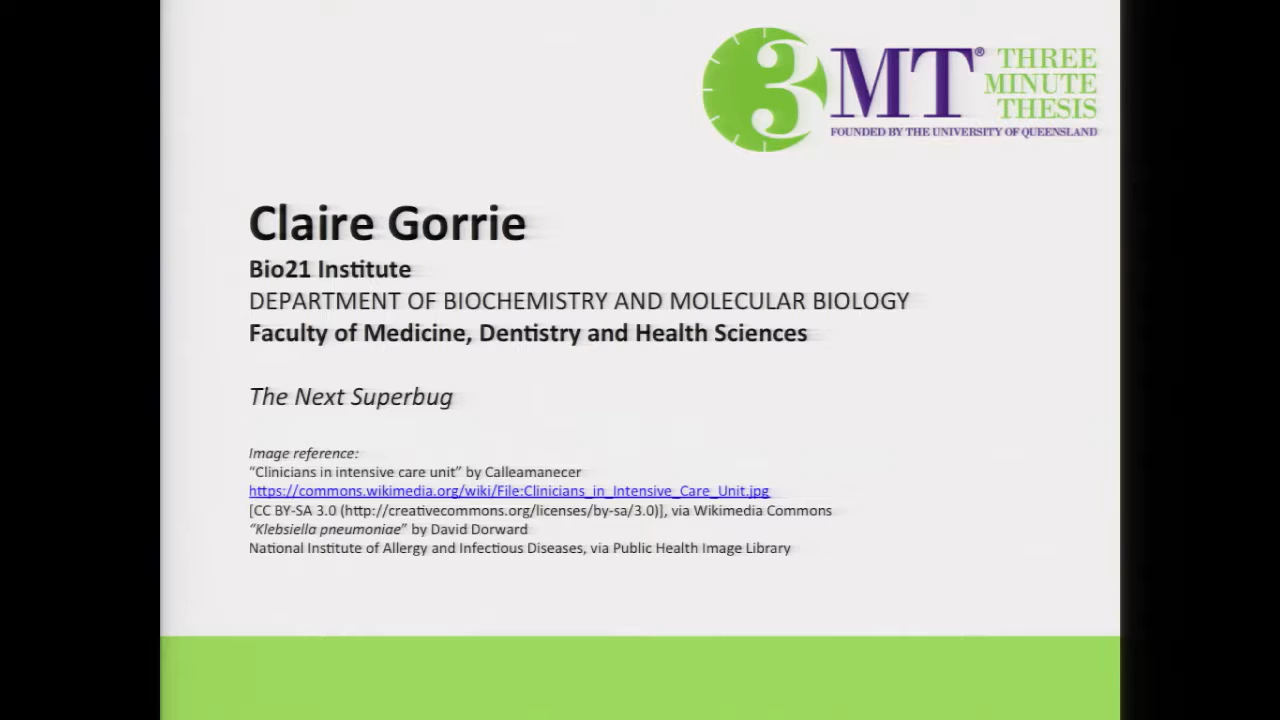 3MT® THREE
MINUTE
THESIS
FOUNDED BY THE UNIVERSITY OF QUEENSLAND
Claire Gorrie
Bio21 Institute
DEPARTMENT OF BIOCHEMISTRY AND MOLECULAR BIOLOGY
Faculty of Medicine, Dentistry and Health Sciences
The Next Superbug
Image reference:
“Clinicians in intensive care unit” by Calleamanecer
https://commons.wikimedia.org/wiki/File:Clinicians_in_Intensive_Care_Unit.jpg
[CC BY-SA 3.0 (http://creativecommons.org/licenses/by-sa/3.0)], via Wikimedia Commons
“Klebsiella pneumoniae” by David Dorward
National Institute of Allergy and Infectious Diseases, via Public Health Image Library